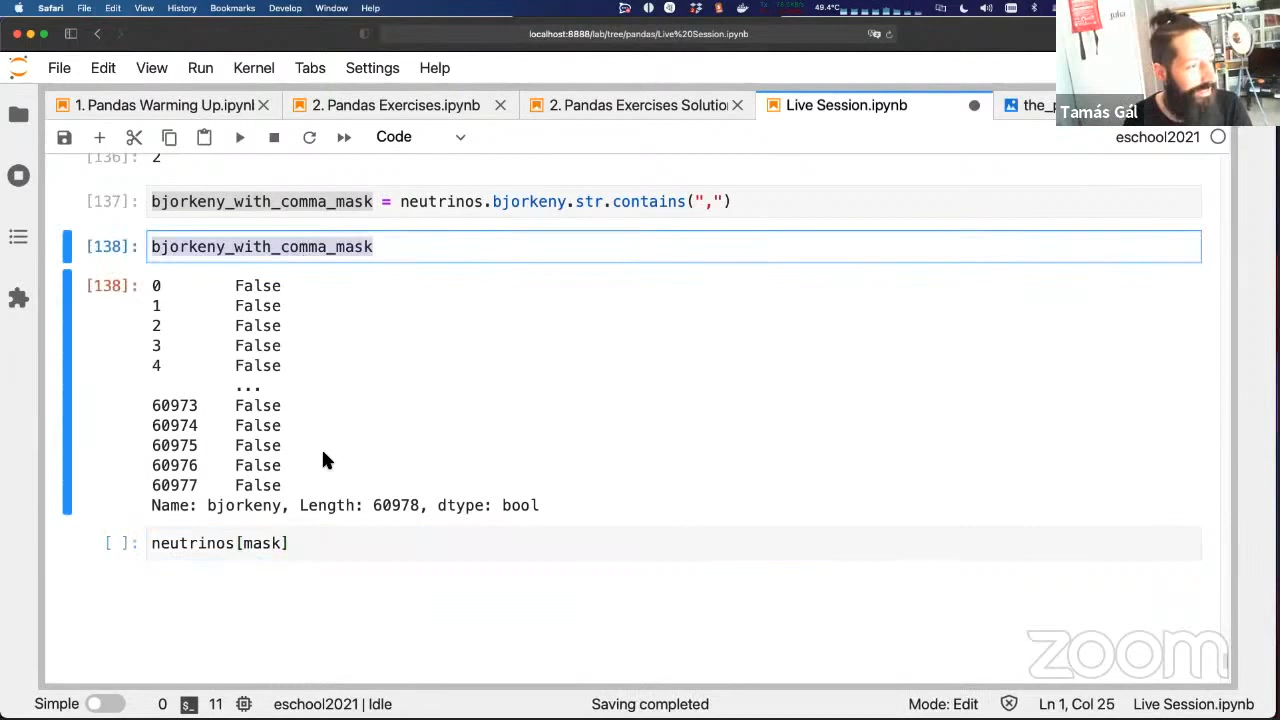 Safari File Edit View History Bookmarks Develop Window Help 49.4°C
localhost:8888/lab/tree/pandas/Live%20Session.ipynb
File Edit View Run Kernel Tabs Settings Help
1. Pandas Warming Up.ipynl 2. Pandas Exercises.ipynb 2. Pandas Exercises Solutio Live Session.ipynb
Tamás Gál
Code eschool2021
[136]: 2
[137]: bjorkeny_with_comma_mask = neutrinos.bjorkeny.str.contains(",")
[138]: bjorkeny_with_comma_mask
[138]: 0 False
1 False
2 False
3 False
4 False
...
60973 False
60974 False
60975 False
60976 False
60977 False
Name: bjorkeny, Length: 60978, dtype: bool
[ ]: neutrinos[mask]
zoom
Simple 0 $_ 11 eschool2021 | Idle Saving completed Mode: Edit Ln 1, Col 25 Live Session.ipynb